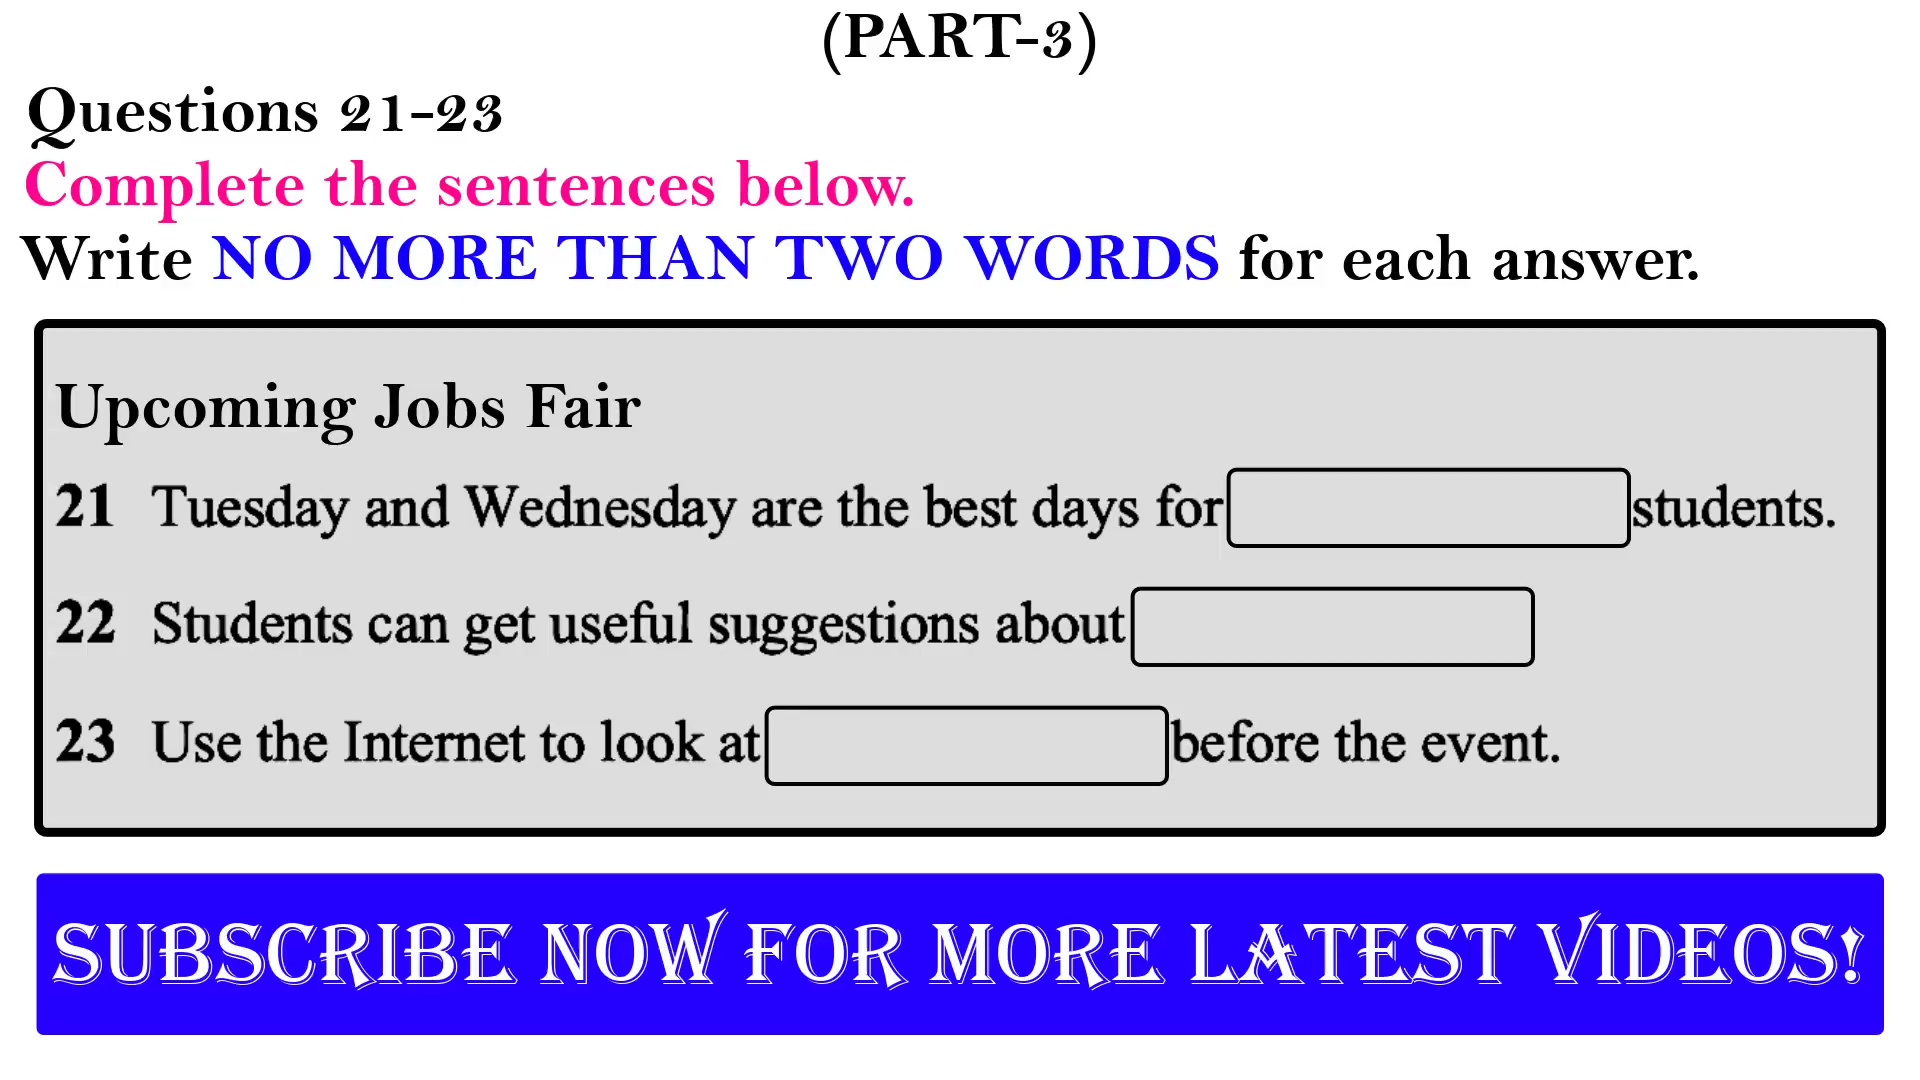 (PART-3)
Questions 21-23
Complete the sentences below.
Write NO MORE THAN TWO WORDS for each answer.
Upcoming Jobs Fair
21 Tuesday and Wednesday are the best days for students.
22 Students can get useful suggestions about
23 Use the Internet to look at before the event.
SUBSCRIBE NOW FOR MORE LATEST VIDEOS!